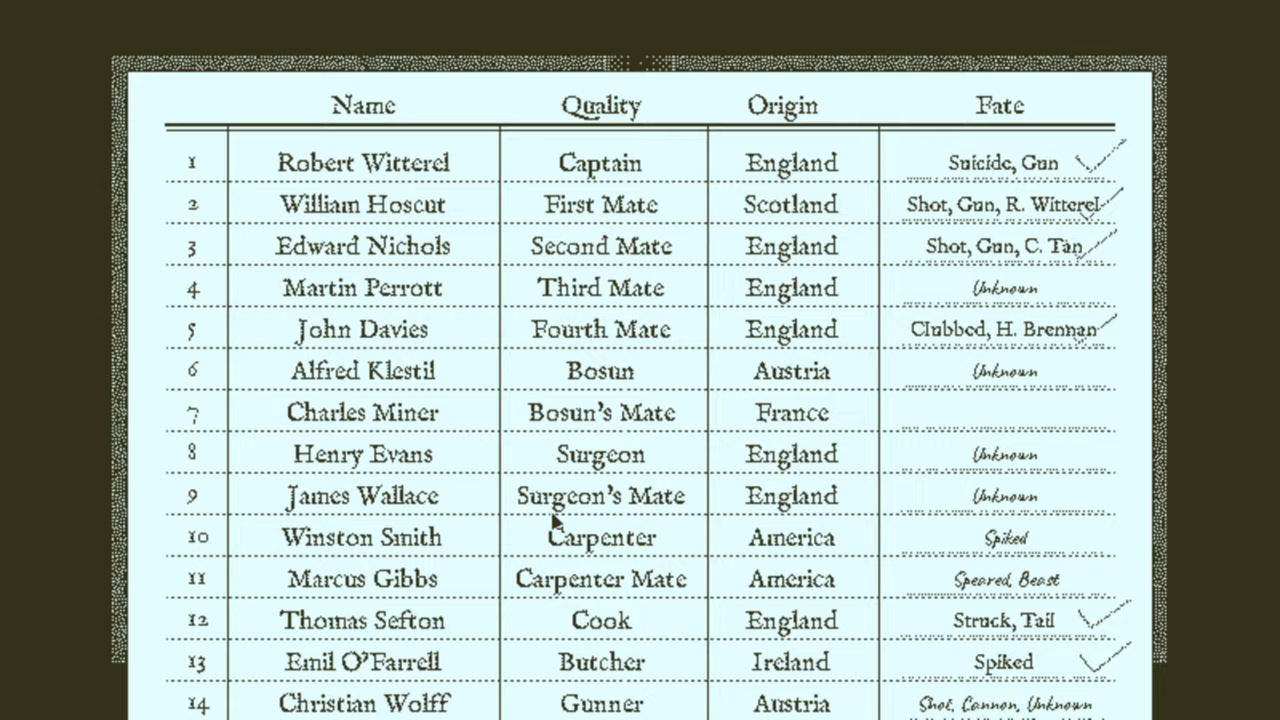 Name Quality Origin Fate
1 Robert Witterel Captain England Suicide, Gun
2 William Hoscut First Mate Scotland Shot, Gun, R. Witterel
3 Edward Nichols Second Mate England Shot, Gun, C. Tan
4 Martin Perrott Third Mate England Unknown
5 John Davies Fourth Mate England Clubbed, H. Brennan
6 Alfred Klestil Bosun Austria Unknown
7 Charles Miner Bosun's Mate France
8 Henry Evans Surgeon England Unknown
9 James Wallace Surgeon's Mate England Unknown
10 Winston Smith Carpenter America Spiked
11 Marcus Gibbs Carpenter Mate America Speared, Beast
12 Thomas Sefton Cook England Struck, Tail
13 Emil O'Farrell Butcher Ireland Spiked
14 Christian Wolff Gunner Austria Shot, Cannon, Unknown